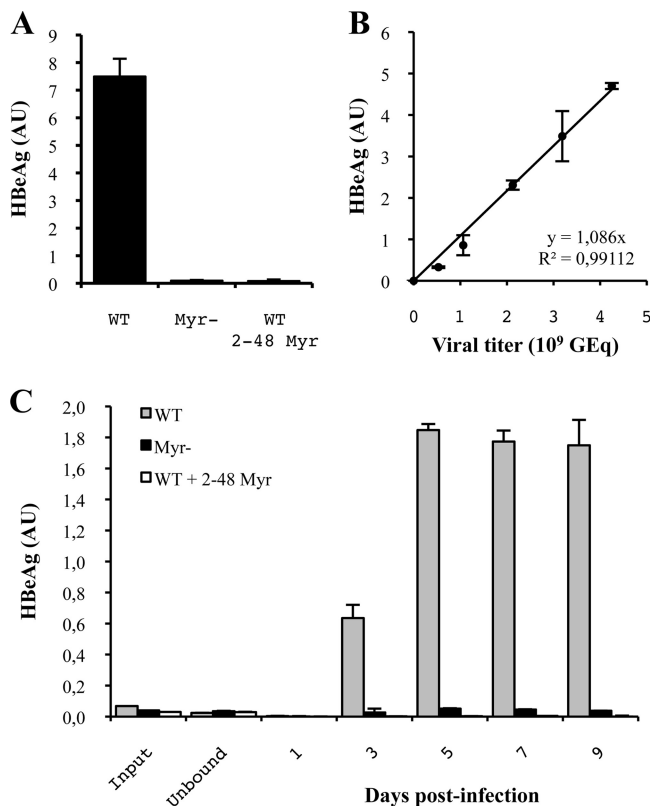 A
HBeAg (AU)
9
8
7
6
5
4
3
2
1
0
WT
Myr-
WT
2-48 Myr
B
HBeAg (AU)
6
5
4
3
2
1
0
y = 1,086x
R² = 0,99112
0 1 2 3 4 5
Viral titer (10⁹ GEq)
C
HBeAg (AU)
2,0
1,8
1,6
1,4
1,2
1,0
0,8
0,6
0,4
0,2
0,0
WT
Myr-
WT + 2-48 Myr
Input
Unbound
1
3
5
7
9
Days post-infection